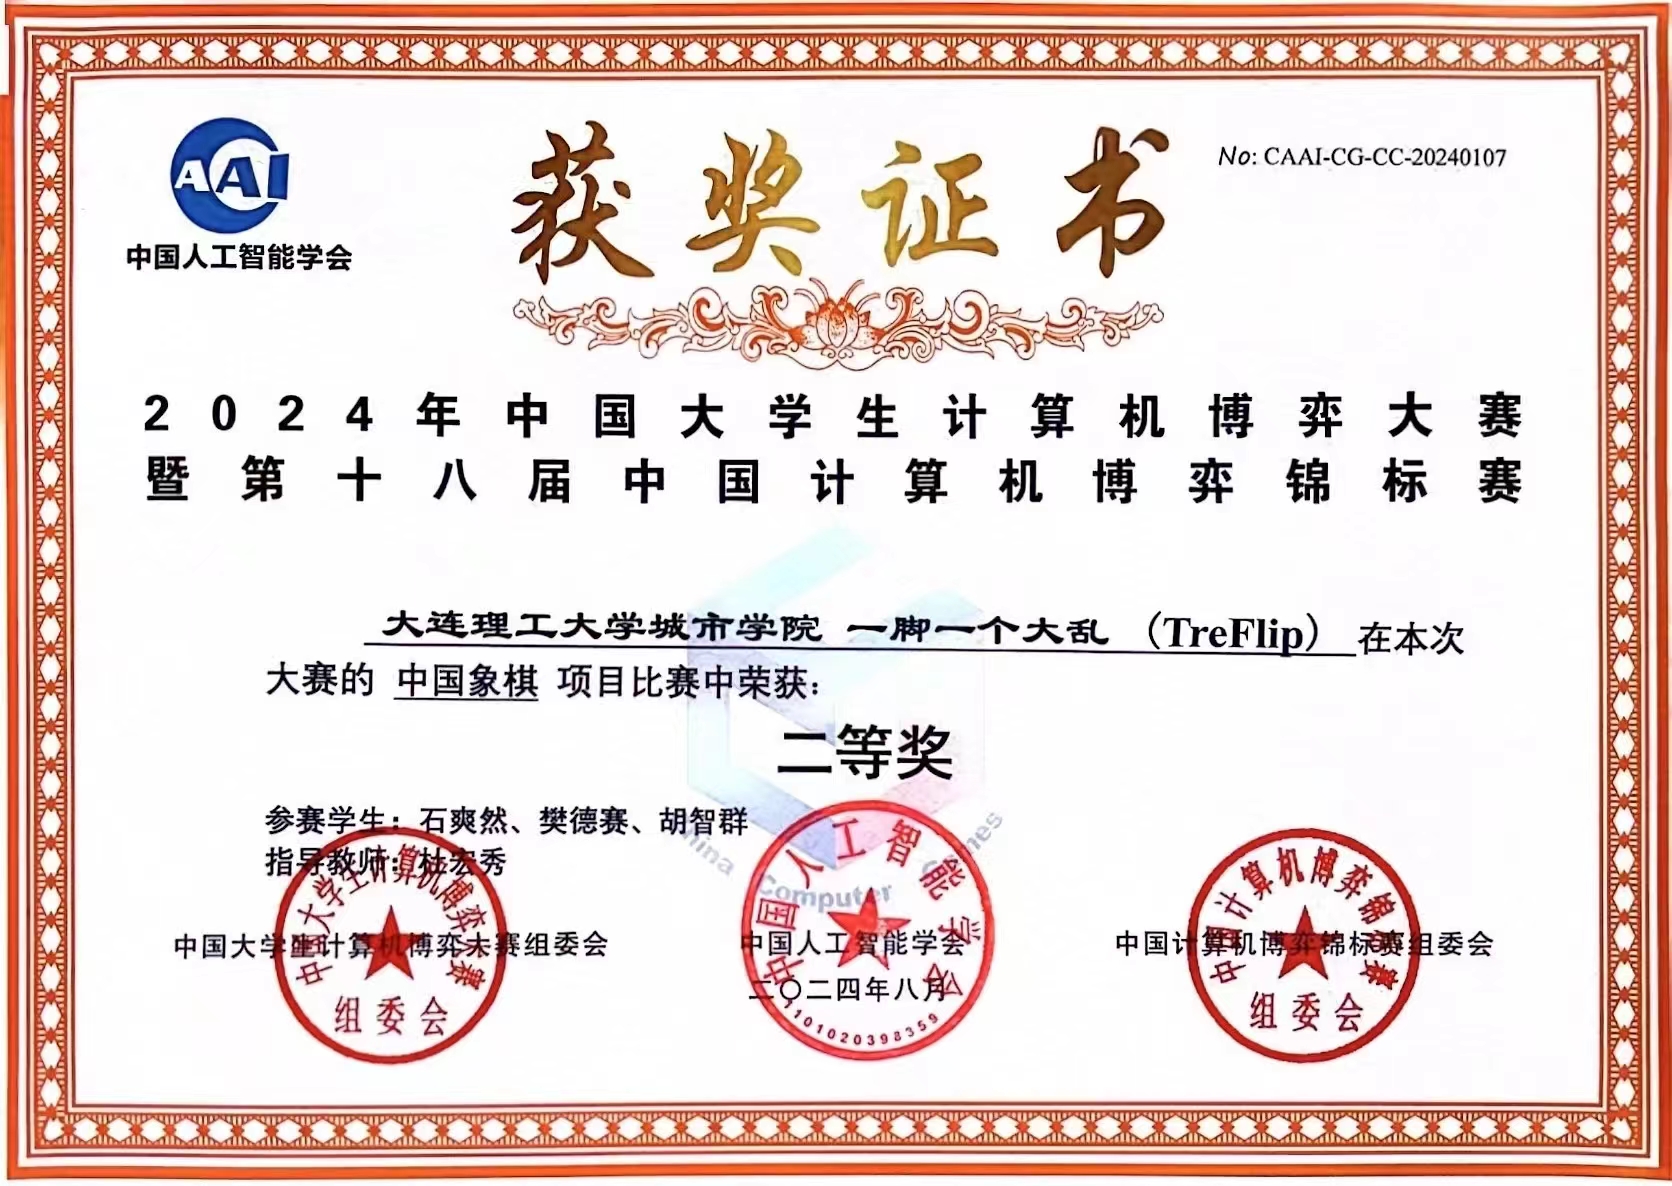 CAAI
中国人工智能学会
获奖证书
No: CAAI-CG-CC-20240107
2024年中国大学生计算机博弈大赛
暨第十八届中国计算机博弈锦标赛
大连理工大学城市学院 一脚一个大乱（TreFlip）在本次
大赛的 中国象棋 项目比赛中荣获：
二等奖
参赛学生：石爽然、樊德赛、胡智群
指导教师：杜宏秀
China Computer Games
中国大学生计算机博弈大赛组委会
中国人工智能学会
中国计算机博弈锦标赛组委会
二〇二四年八月
中国大学生计算机博弈大赛
组委会
中国人工智能学会
1101020398359
中国计算机博弈锦标赛
组委会